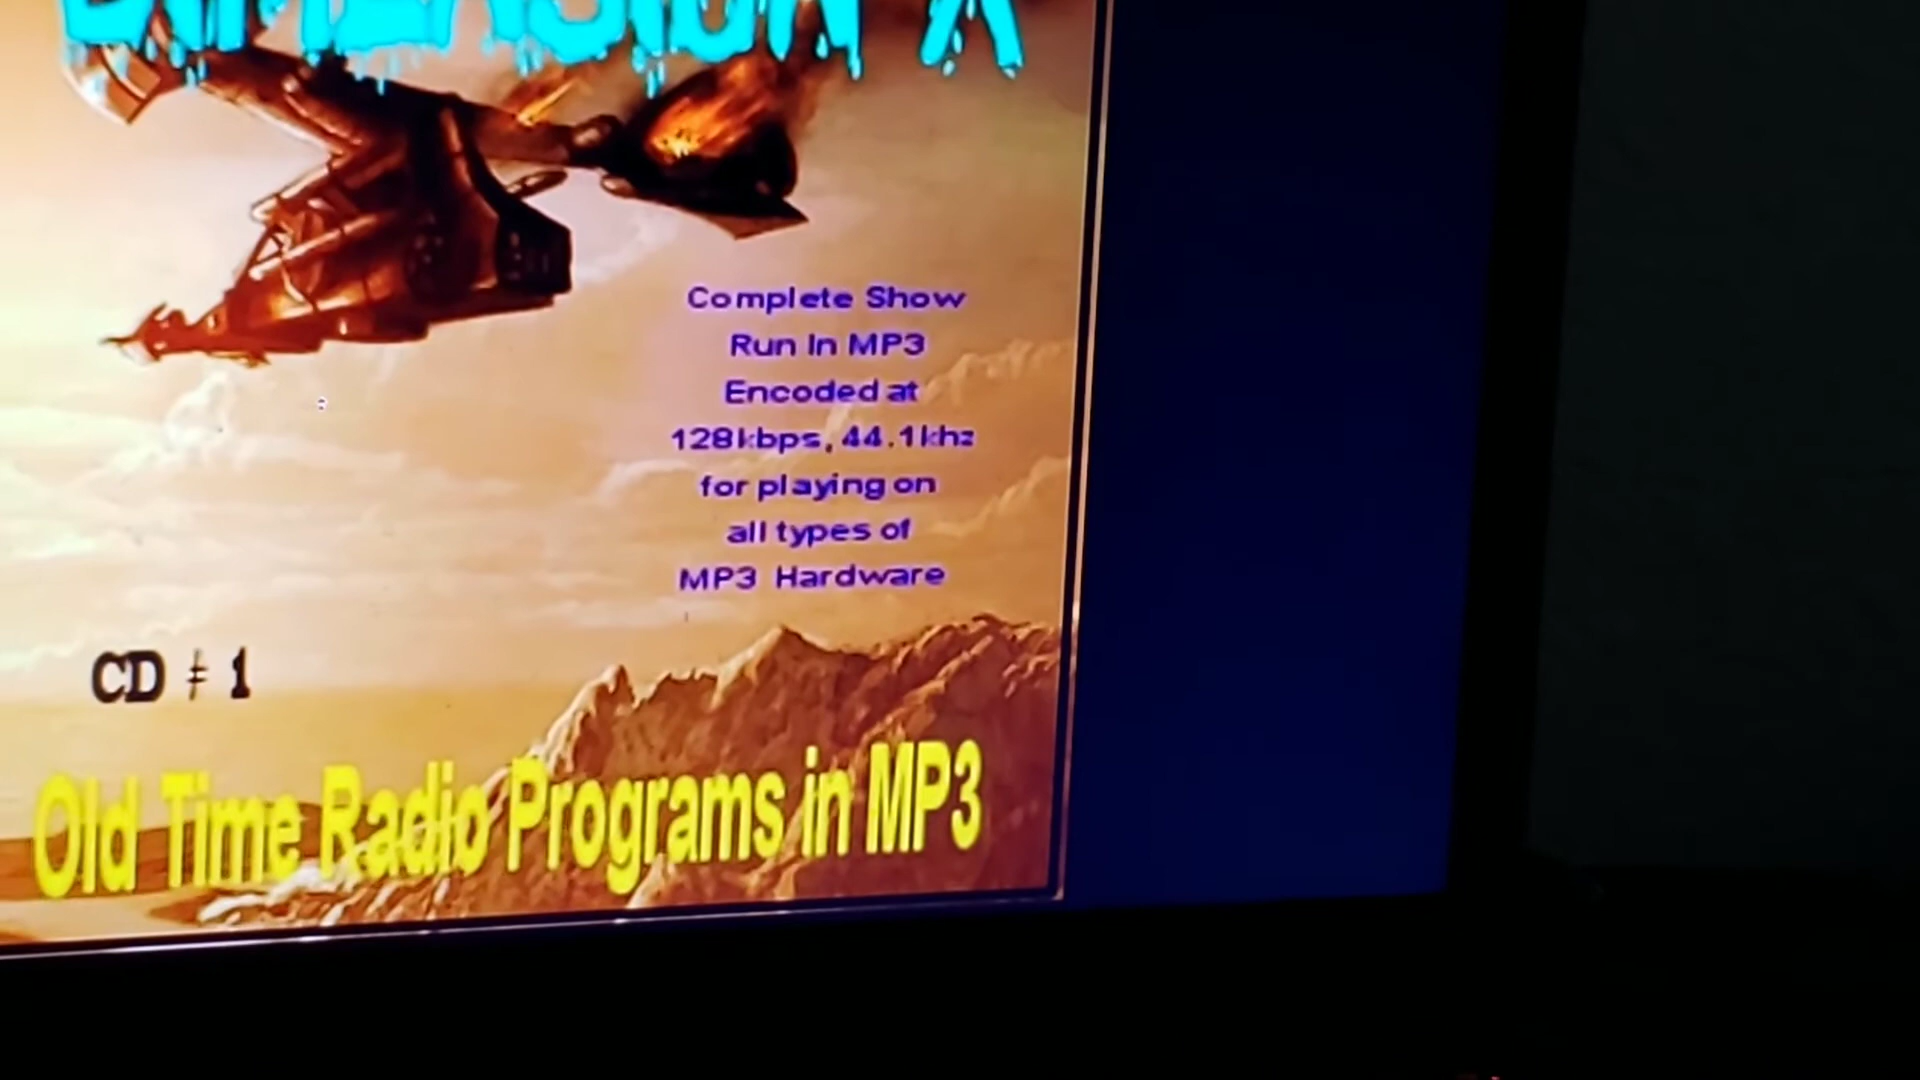 DIMENSION X
Complete Show
Run In MP3
Encoded at
128kbps, 44.1khz
for playing on
all types of
MP3 Hardware
CD # 1
Old Time Radio Programs in MP3